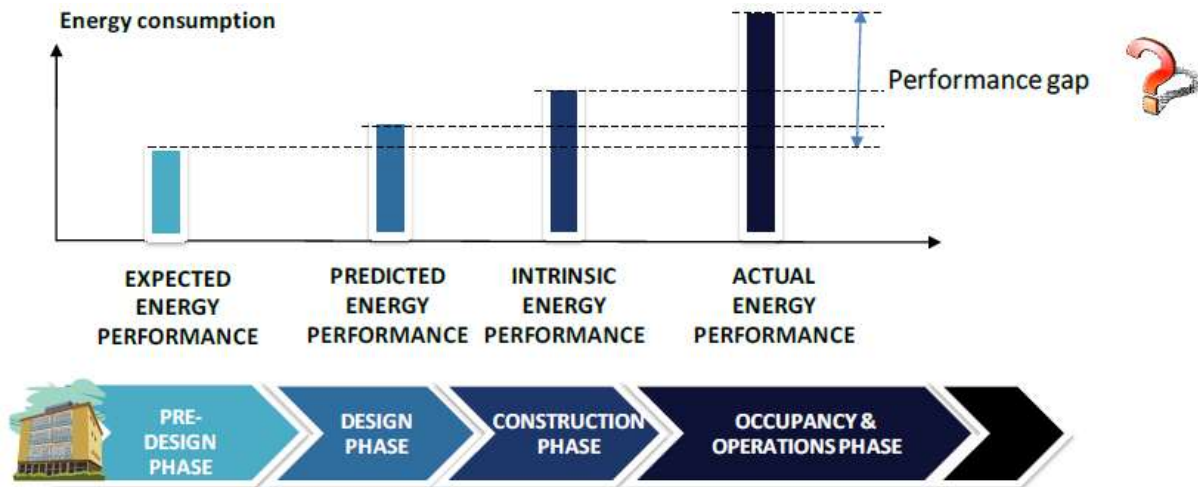 Energy consumption
Performance gap
EXPECTED
ENERGY
PERFORMANCE
PREDICTED
ENERGY
PERFORMANCE
INTRINSIC
ENERGY
PERFORMANCE
ACTUAL
ENERGY
PERFORMANCE
PRE-
DESIGN
PHASE
DESIGN
PHASE
CONSTRUCTION
PHASE
OCCUPANCY &
OPERATIONS PHASE